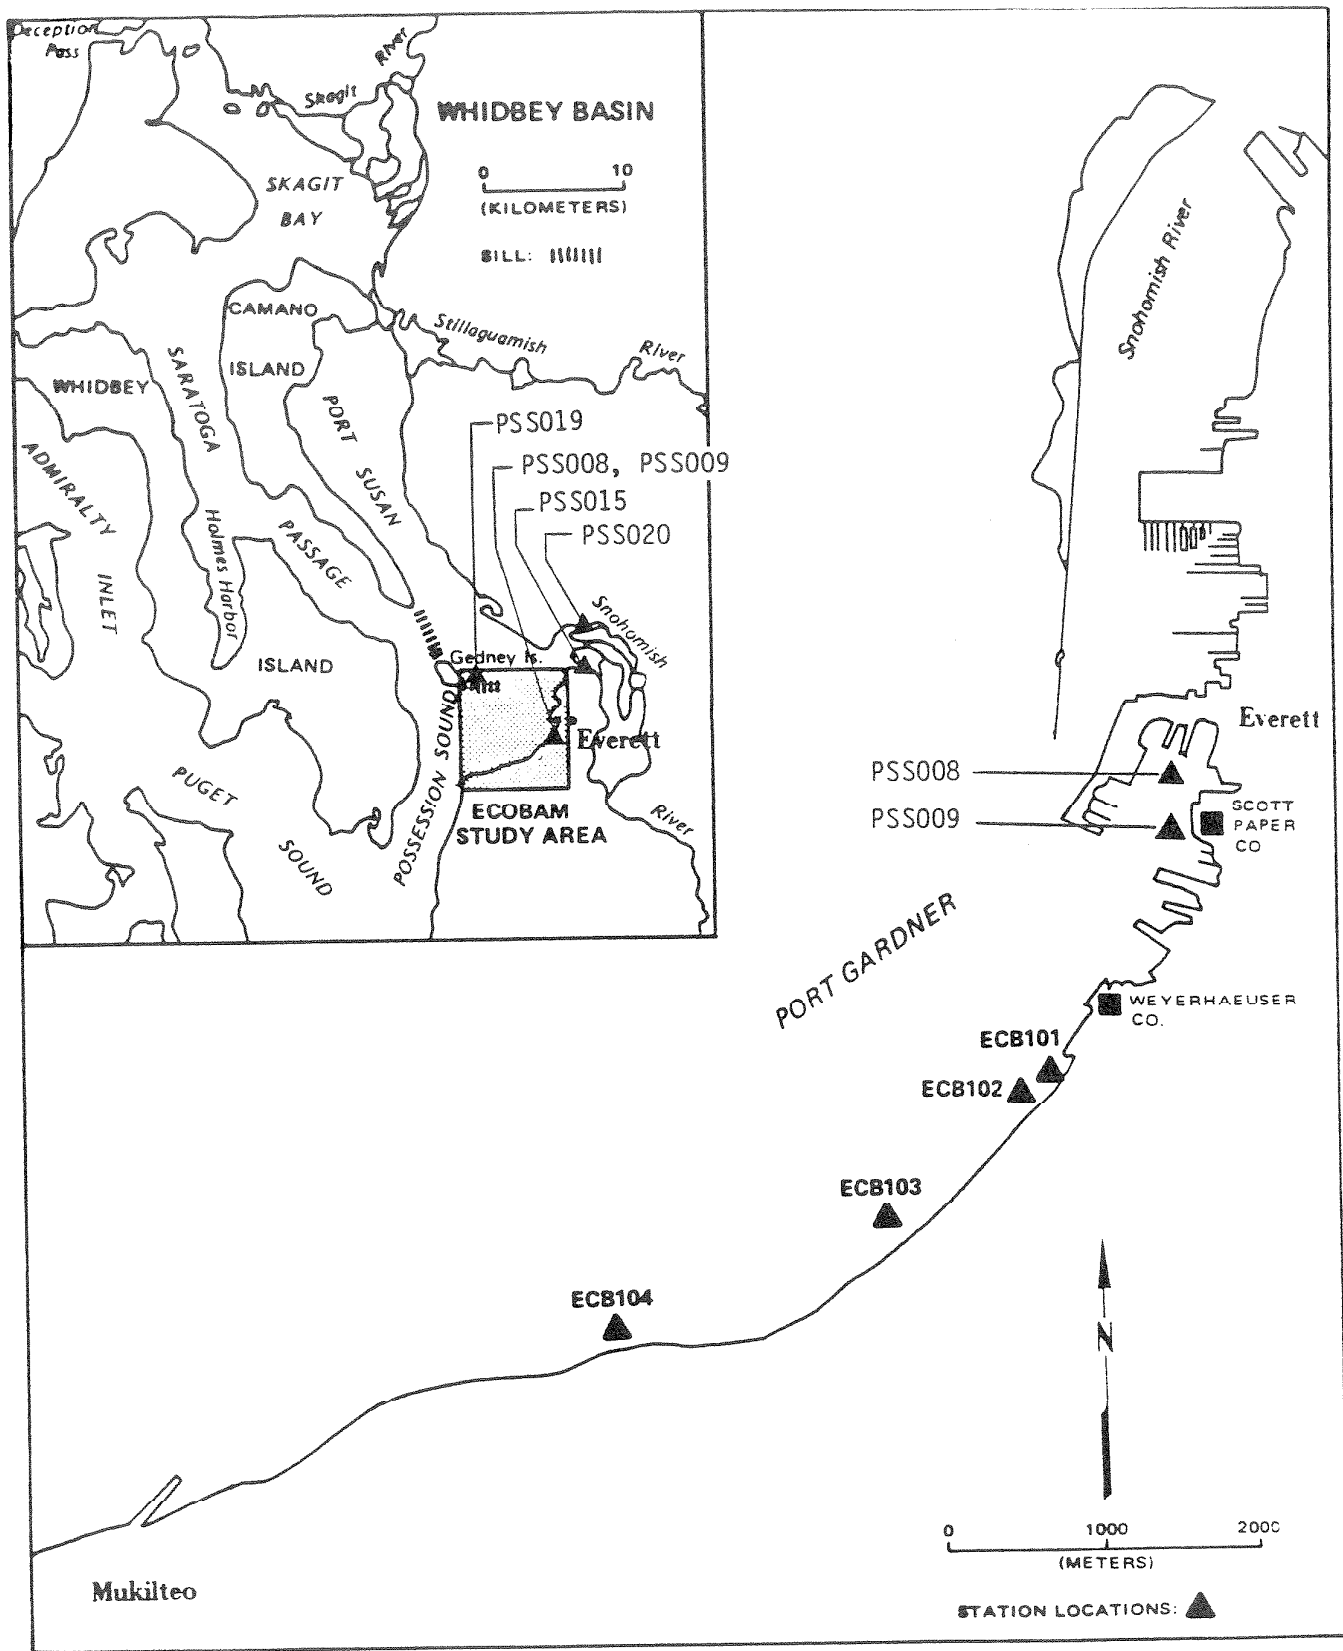 Deception
Pass
Skagit
River
WHIDBEY BASIN
0 10
(KILOMETERS)
SILL:
SKAGIT
BAY
CAMANO
ISLAND
Stillaguamish
River
WHIDBEY
SARATOGA
PASSAGE
PORT SUSAN
ADMIRALTY
INLET
Holmes Harbor
ISLAND
PSS019
PSS008, PSS009
PSS015
PSS020
Snohomish
River
Gedney Is.
Everett
POSSESSION SOUND
ECOBAM
STUDY AREA
PUGET
SOUND
Snohomish River
Everett
PSS008
PSS009
SCOTT
PAPER
CO
PORT GARDNER
WEYERHAEUSER
CO.
ECB101
ECB102
ECB103
ECB104
N
0 1000 2000
(METERS)
Mukilteo
STATION LOCATIONS: